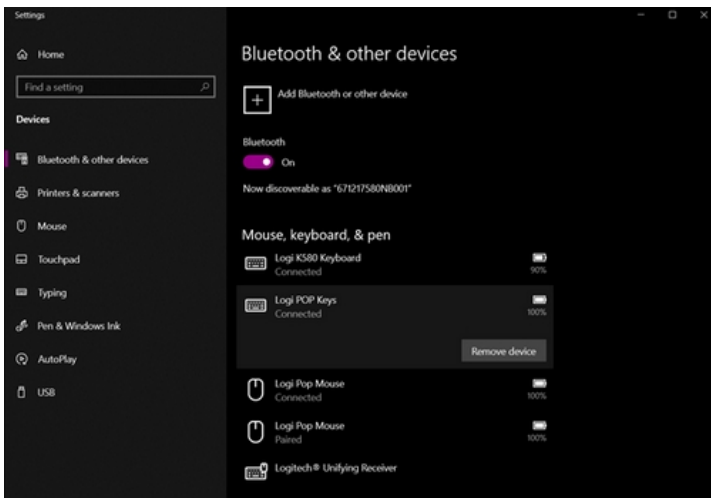 Settings
Home
Find a setting
Devices
Bluetooth & other devices
Printers & scanners
Mouse
Touchpad
Typing
Pen & Windows Ink
AutoPlay
USB
Bluetooth & other devices
Add Bluetooth or other device
Bluetooth
On
Now discoverable as "671217580NB001"
Mouse, keyboard, & pen
Logi K580 Keyboard
Connected
90%
Logi POP Keys
Connected
100%
Remove device
Logi Pop Mouse
Connected
100%
Logi Pop Mouse
Paired
100%
Logitech® Unifying Receiver